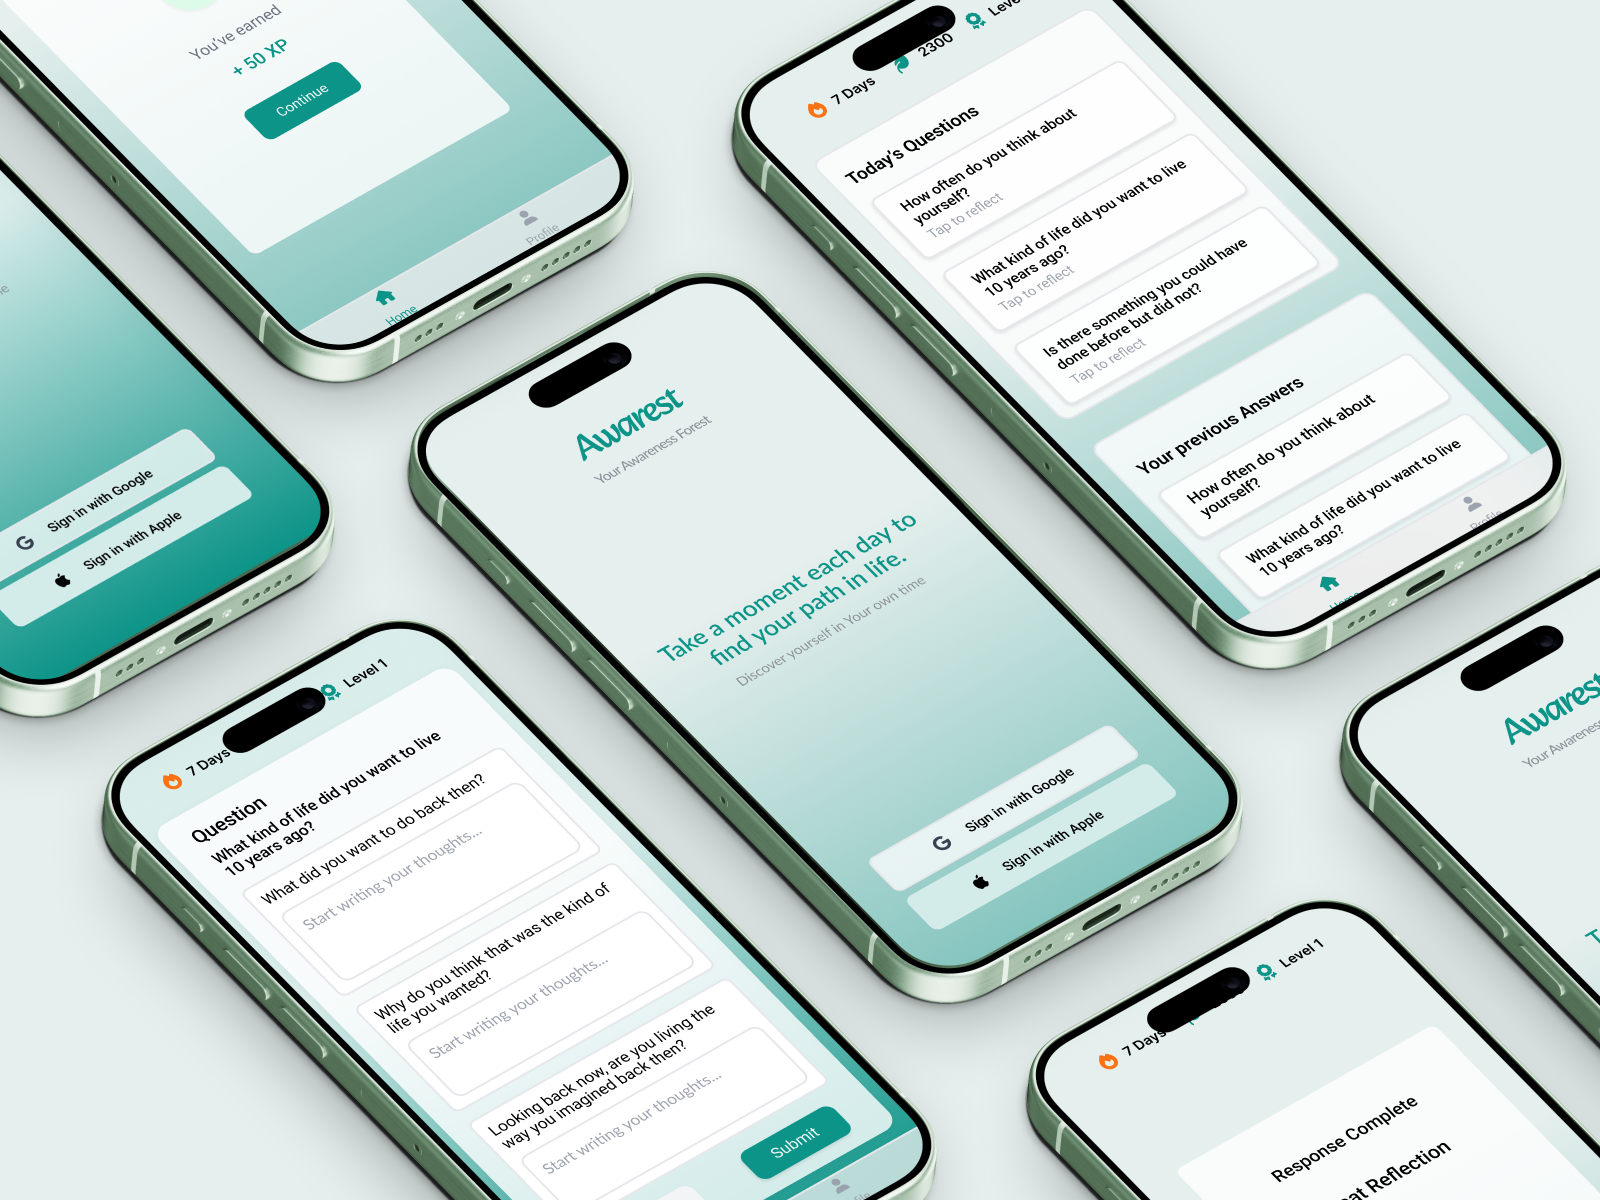 You've earned
+ 50 XP
Continue
Home
Profile
Sign in with Google
Sign in with Apple
7 Days
2300
Level
Today's Questions
How often do you think about
yourself?
Tap to reflect
What kind of life did you want to live
10 years ago?
Tap to reflect
Is there something you could have
done before but did not?
Tap to reflect
Your previous Answers
How often do you think about
yourself?
What kind of life did you want to live
10 years ago?
Home
Profile
Awarest
Your Awareness Forest
Take a moment each day to
find your path in life.
Discover yourself in Your own time
Sign in with Google
Sign in with Apple
7 Days
Level 1
Question
What kind of life did you want to live
10 years ago?
What did you want to do back then?
Start writing your thoughts...
Why do you think that was the kind of
life you wanted?
Start writing your thoughts...
Looking back now, are you living the
way you imagined back then?
Start writing your thoughts...
Submit
Awarest
Your Awareness
7 Days
Level 1
Response Complete
Reflection